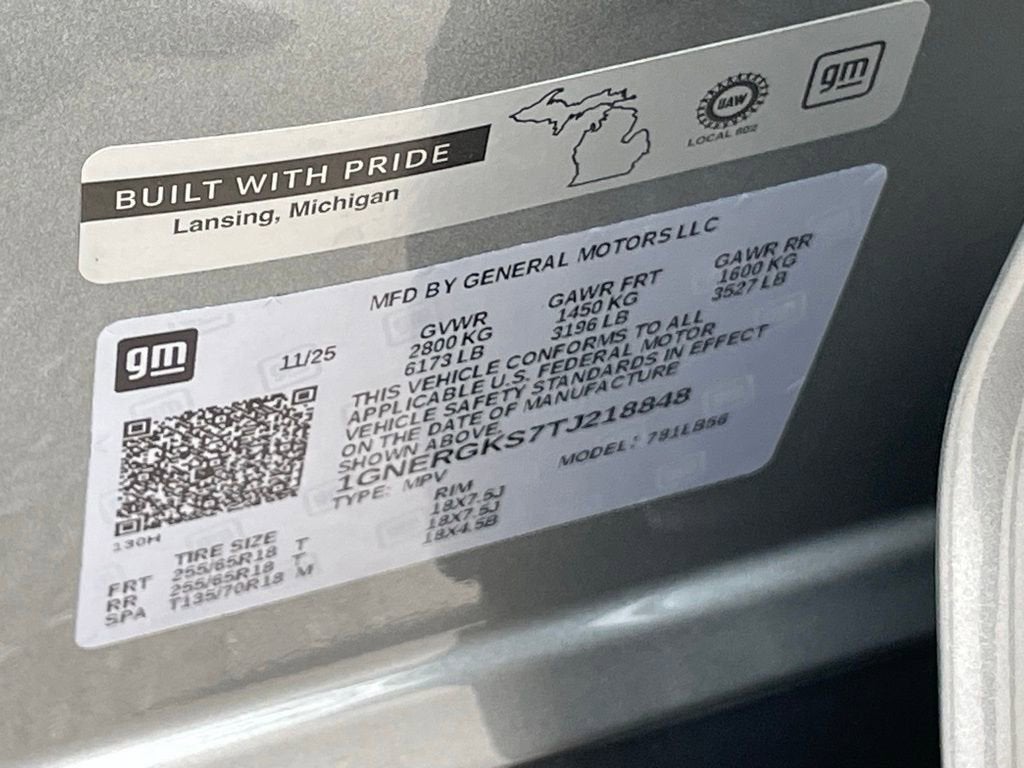 BUILT WITH PRIDE
Lansing, Michigan
UAW
LOCAL 602
gm
gm
11/25
MFD BY GENERAL MOTORS LLC
GVWR GAWR FRT GAWR RR
2800 KG 1450 KG 1600 KG
6173 LB 3196 LB 3527 LB
THIS VEHICLE CONFORMS TO ALL
APPLICABLE U.S. FEDERAL MOTOR
VEHICLE SAFETY STANDARDS IN EFFECT
ON THE DATE OF MANUFACTURE
SHOWN ABOVE.
1GNERGKS7TJ218848
TYPE: MPV MODEL: 791LB56
130H
TIRE SIZE RIM
FRT 255/65R18 T 18X7.5J
RR 255/65R18 T 18X7.5J
SPA T135/70R18 M 18X4.5B